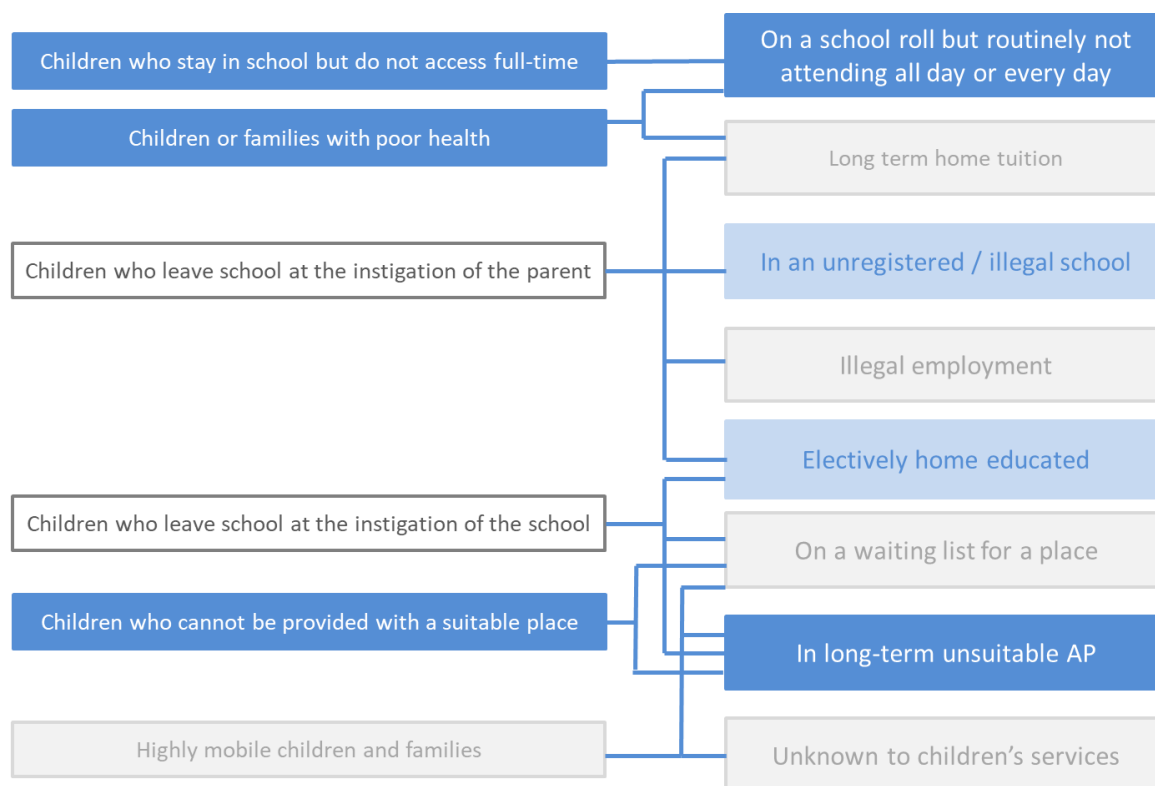 Children who stay in school but do not access full-time
Children or families with poor health
Children who leave school at the instigation of the parent
Children who leave school at the instigation of the school
Children who cannot be provided with a suitable place
Highly mobile children and families
On a school roll but routinely not
attending all day or every day
Long term home tuition
In an unregistered / illegal school
Illegal employment
Electively home educated
On a waiting list for a place
In long-term unsuitable AP
Unknown to children’s services